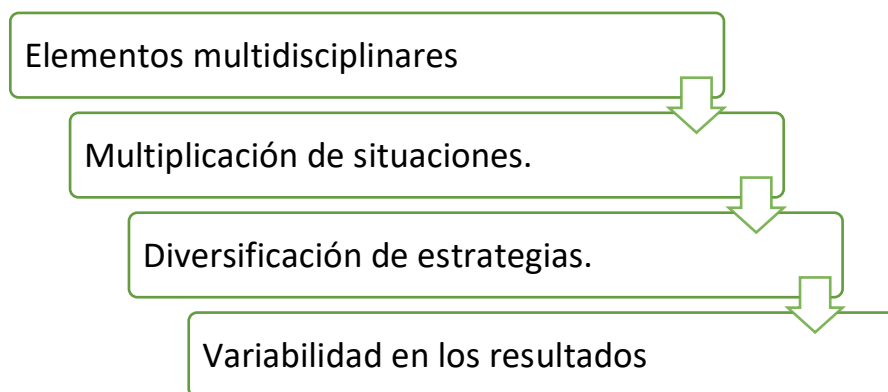 Elementos multidisciplinares
Multiplicación de situaciones.
Diversificación de estrategias.
Variabilidad en los resultados